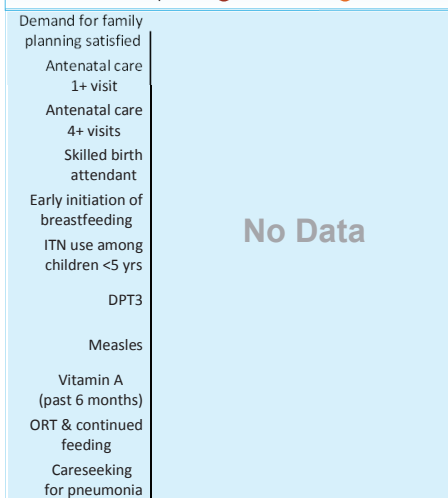 Demand for family
planning satisfied
Antenatal care
1+ visit
Antenatal care
4+ visits
Skilled birth
attendant
Early initiation of
breastfeeding
ITN use among
children <5 yrs
DPT3
Measles
Vitamin A
(past 6 months)
ORT & continued
feeding
Careseeking
for pneumonia
No Data